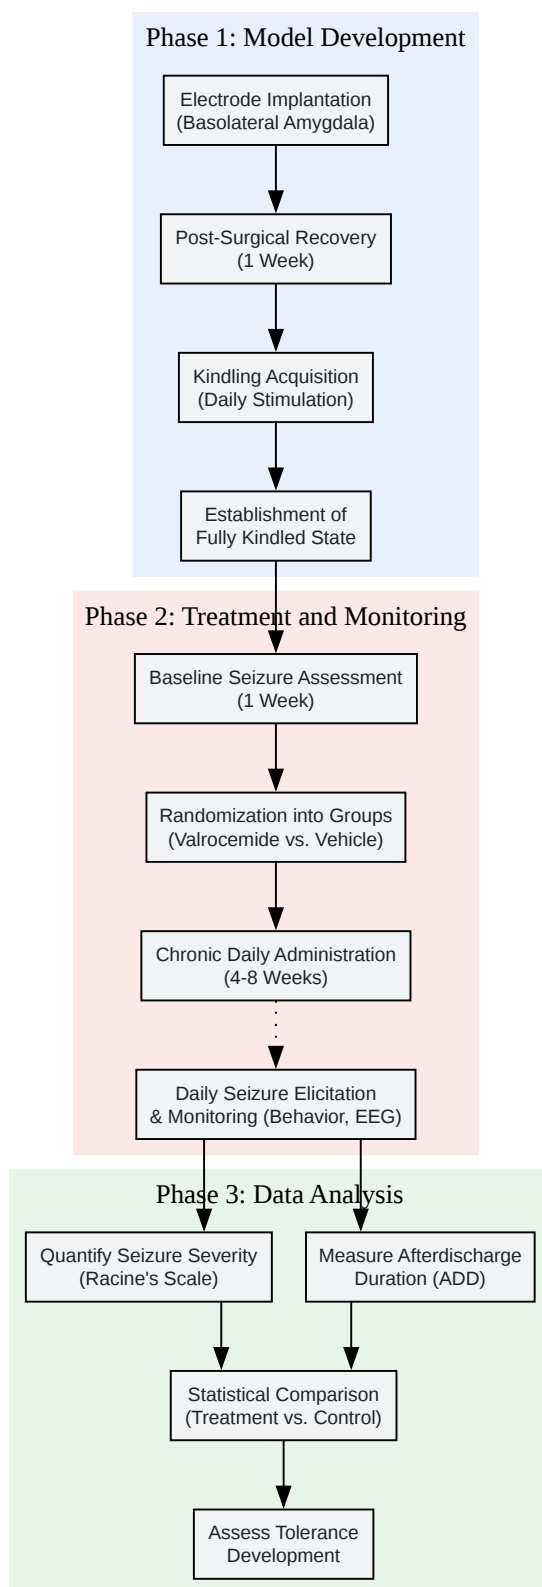 Phase 1: Model Development
Electrode Implantation
(Basolateral Amygdala)
Post-Surgical Recovery
(1 Week)
Kindling Acquisition
(Daily Stimulation)
Establishment of
Fully Kindled State
Phase 2: Treatment and Monitoring
Baseline Seizure Assessment
(1 Week)
Randomization into Groups
(Valrocemide vs. Vehicle)
Chronic Daily Administration
(4-8 Weeks)
Daily Seizure Elicitation
& Monitoring (Behavior, EEG)
Phase 3: Data Analysis
Quantify Seizure Severity
(Racine's Scale)
Measure Afterdischarge
Duration (ADD)
Statistical Comparison
(Treatment vs. Control)
Assess Tolerance
Development